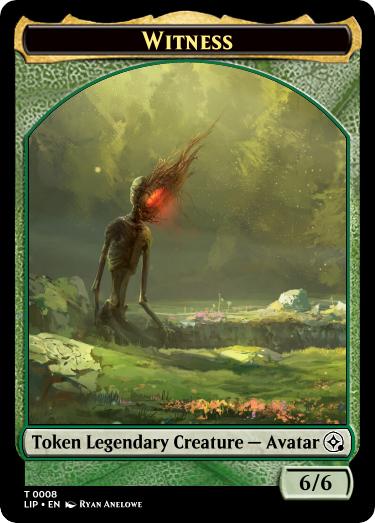 Witness
Token Legendary Creature — Avatar
6/6
T 0008
LIP • EN Ryan Anelowe